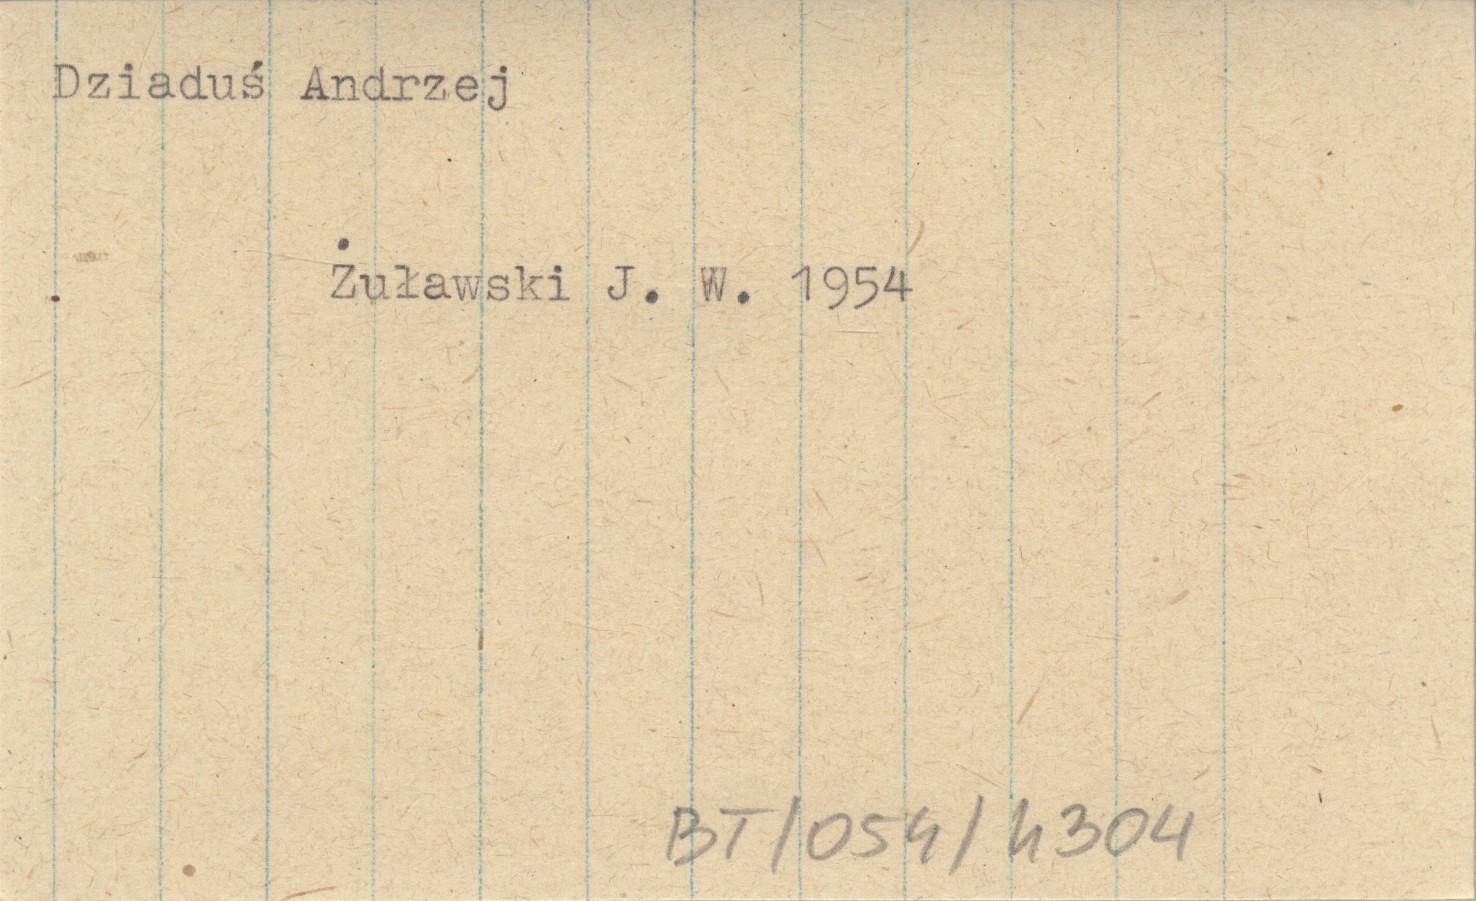 Dziaduś Andrzej
Żuławski J. W. 1954
BT/054/4304